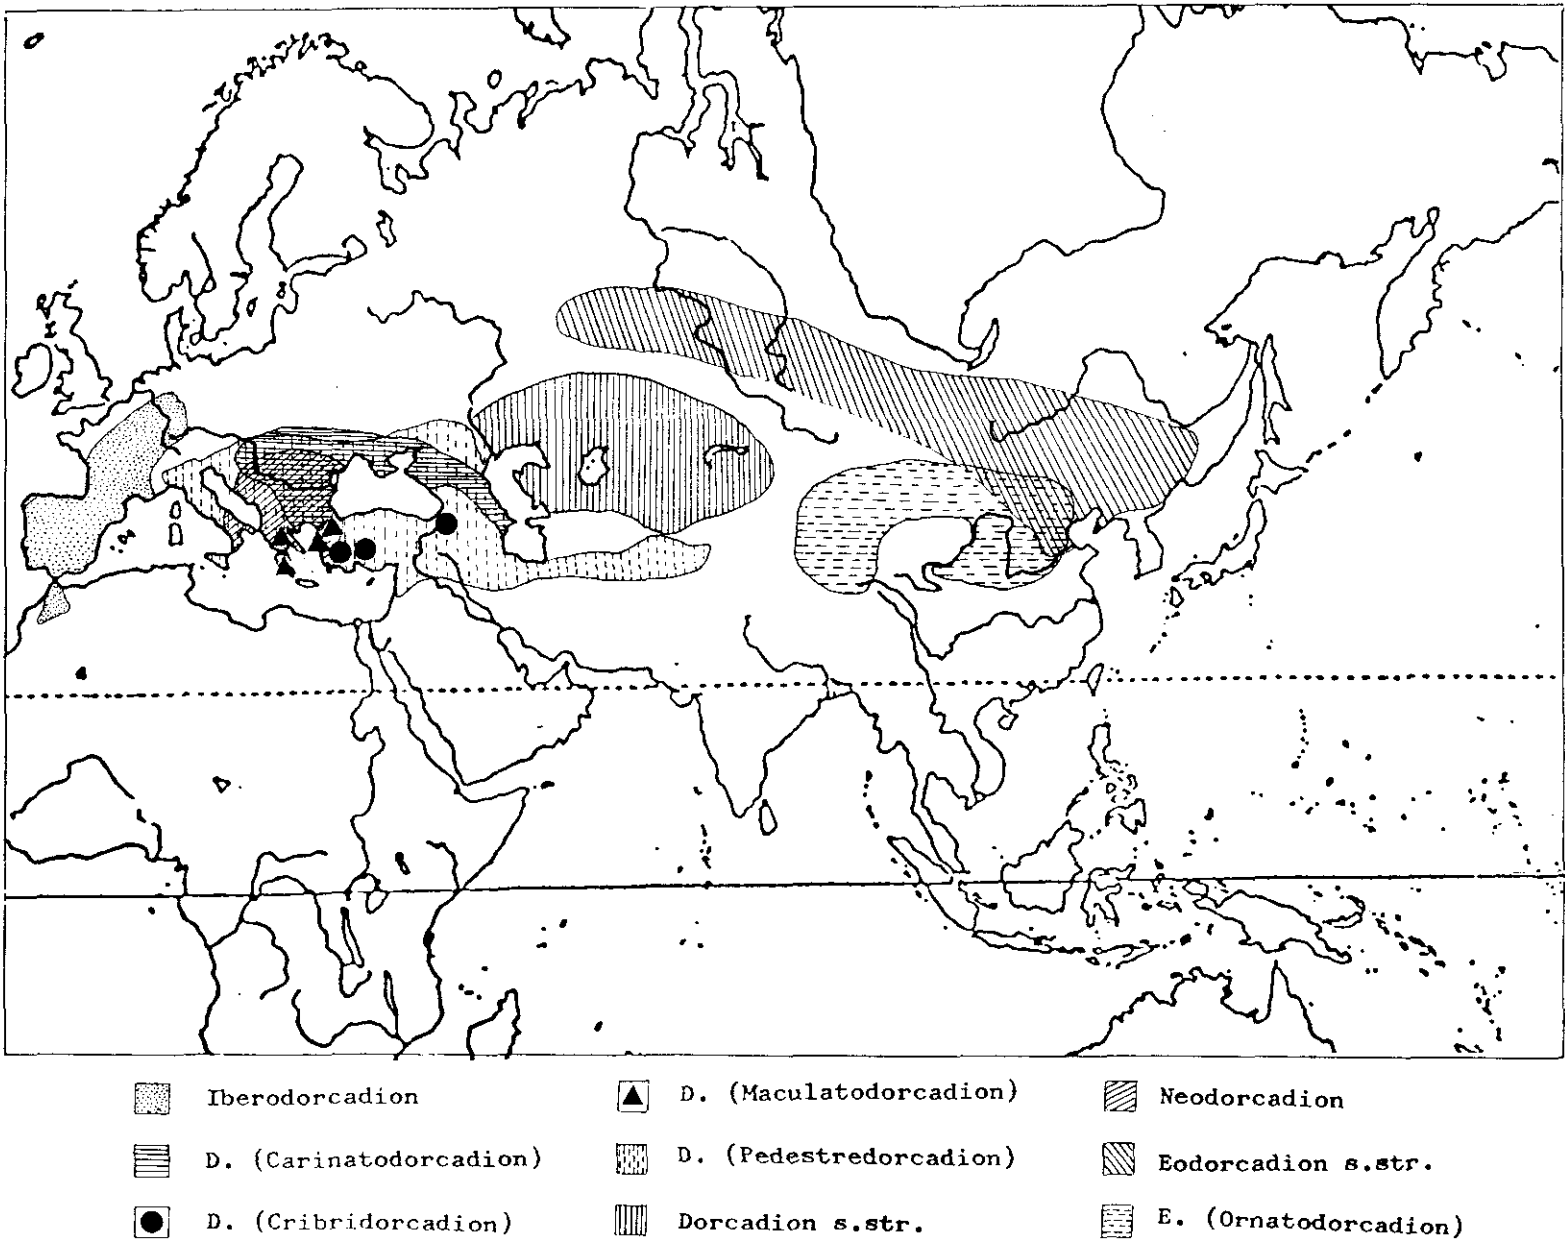 Iberodorcadion
D. (Carinatodorcadion)
D. (Cribridorcadion)
D. (Maculatodorcadion)
D. (Pedestredorcadion)
Dorcadion s.str.
Neodorcadion
Eodorcadion s.str.
E. (Ornatodorcadion)